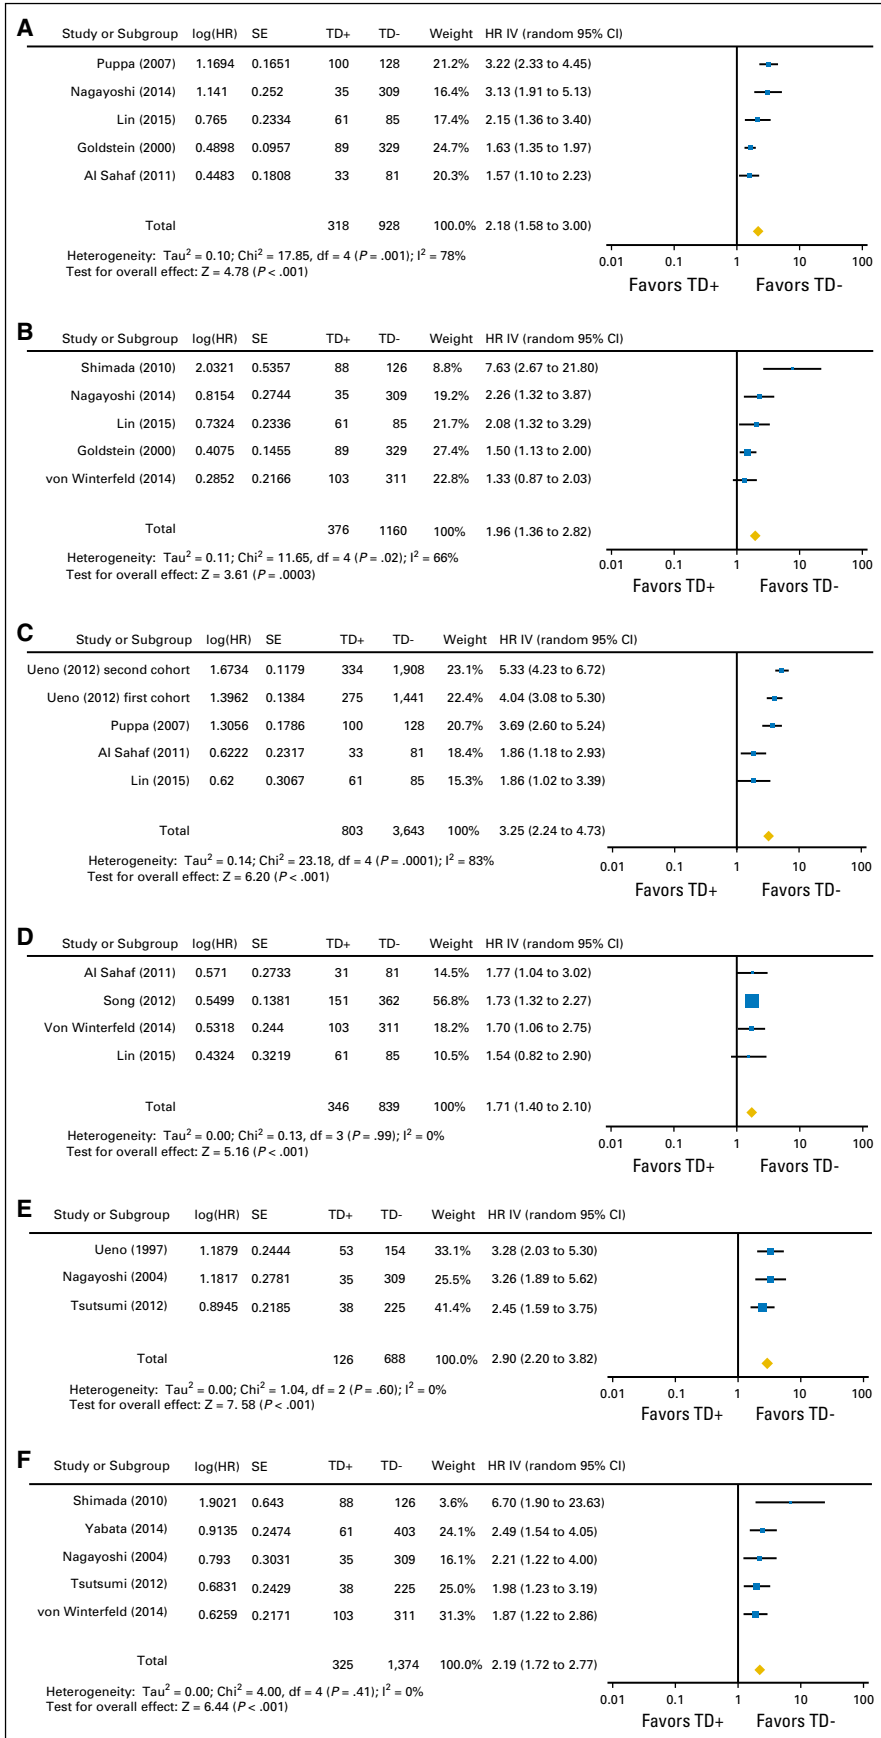 A
Study or Subgroup log(HR) SE TD+ TD- Weight HR IV (random 95% CI)
Puppa (2007) 1.1694 0.1651 100 128 21.2% 3.22 (2.33 to 4.45)
Nagayoshi (2014) 1.141 0.252 35 309 16.4% 3.13 (1.91 to 5.13)
Lin (2015) 0.765 0.2334 61 85 17.4% 2.15 (1.36 to 3.40)
Goldstein (2000) 0.4898 0.0957 89 329 24.7% 1.63 (1.35 to 1.97)
Al Sahaf (2011) 0.4483 0.1808 33 81 20.3% 1.57 (1.10 to 2.23)
Total 318 928 100.0% 2.18 (1.58 to 3.00)
Heterogeneity: Tau² = 0.10; Chi² = 17.85, df = 4 (P = .001); I² = 78%
Test for overall effect: Z = 4.78 (P < .001)
0.01 0.1 1 10 100
Favors TD+ Favors TD-
B
Study or Subgroup log(HR) SE TD+ TD- Weight HR IV (random 95% CI)
Shimada (2010) 2.0321 0.5357 88 126 8.8% 7.63 (2.67 to 21.80)
Nagayoshi (2014) 0.8154 0.2744 35 309 19.2% 2.26 (1.32 to 3.87)
Lin (2015) 0.7324 0.2336 61 85 21.7% 2.08 (1.32 to 3.29)
Goldstein (2000) 0.4075 0.1455 89 329 27.4% 1.50 (1.13 to 2.00)
von Winterfeld (2014) 0.2852 0.2166 103 311 22.8% 1.33 (0.87 to 2.03)
Total 376 1160 100% 1.96 (1.36 to 2.82)
Heterogeneity: Tau² = 0.11; Chi² = 11.65, df = 4 (P = .02); I² = 66%
Test for overall effect: Z = 3.61 (P = .0003)
0.01 0.1 1 10 100
Favors TD+ Favors TD-
C
Study or Subgroup log(HR) SE TD+ TD- Weight HR IV (random 95% CI)
Ueno (2012) second cohort 1.6734 0.1179 334 1,908 23.1% 5.33 (4.23 to 6.72)
Ueno (2012) first cohort 1.3962 0.1384 275 1,441 22.4% 4.04 (3.08 to 5.30)
Puppa (2007) 1.3056 0.1786 100 128 20.7% 3.69 (2.60 to 5.24)
Al Sahaf (2011) 0.6222 0.2317 33 81 18.4% 1.86 (1.18 to 2.93)
Lin (2015) 0.62 0.3067 61 85 15.3% 1.86 (1.02 to 3.39)
Total 803 3,643 100% 3.25 (2.24 to 4.73)
Heterogeneity: Tau² = 0.14; Chi² = 23.18, df = 4 (P = .0001); I² = 83%
Test for overall effect: Z = 6.20 (P < .001)
0.01 0.1 1 10 100
Favors TD+ Favors TD-
D
Study or Subgroup log(HR) SE TD+ TD- Weight HR IV (random 95% CI)
Al Sahaf (2011) 0.571 0.2733 31 81 14.5% 1.77 (1.04 to 3.02)
Song (2012) 0.5499 0.1381 151 362 56.8% 1.73 (1.32 to 2.27)
Von Winterfeld (2014) 0.5318 0.244 103 311 18.2% 1.70 (1.06 to 2.75)
Lin (2015) 0.4324 0.3219 61 85 10.5% 1.54 (0.82 to 2.90)
Total 346 839 100% 1.71 (1.40 to 2.10)
Heterogeneity: Tau² = 0.00; Chi² = 0.13, df = 3 (P = .99); I² = 0%
Test for overall effect: Z = 5.16 (P < .001)
0.01 0.1 1 10 100
Favors TD+ Favors TD-
E
Study or Subgroup log(HR) SE TD+ TD- Weight HR IV (random 95% CI)
Ueno (1997) 1.1879 0.2444 53 154 33.1% 3.28 (2.03 to 5.30)
Nagayoshi (2004) 1.1817 0.2781 35 309 25.5% 3.26 (1.89 to 5.62)
Tsutsumi (2012) 0.8945 0.2185 38 225 41.4% 2.45 (1.59 to 3.75)
Total 126 688 100.0% 2.90 (2.20 to 3.82)
Heterogeneity: Tau² = 0.00; Chi² = 1.04, df = 2 (P = .60); I² = 0%
Test for overall effect: Z = 7. 58 (P < .001)
0.01 0.1 1 10 100
Favors TD+ Favors TD-
F
Study or Subgroup log(HR) SE TD+ TD- Weight HR IV (random 95% CI)
Shimada (2010) 1.9021 0.643 88 126 3.6% 6.70 (1.90 to 23.63)
Yabata (2014) 0.9135 0.2474 61 403 24.1% 2.49 (1.54 to 4.05)
Nagayoshi (2004) 0.793 0.3031 35 309 16.1% 2.21 (1.22 to 4.00)
Tsutsumi (2012) 0.6831 0.2429 38 225 25.0% 1.98 (1.23 to 3.19)
von Winterfeld (2014) 0.6259 0.2171 103 311 31.3% 1.87 (1.22 to 2.86)
Total 325 1,374 100.0% 2.19 (1.72 to 2.77)
Heterogeneity: Tau² = 0.00; Chi² = 4.00, df = 4 (P = .41); I² = 0%
Test for overall effect: Z = 6.44 (P < .001)
0.01 0.1 1 10 100
Favors TD+ Favors TD-